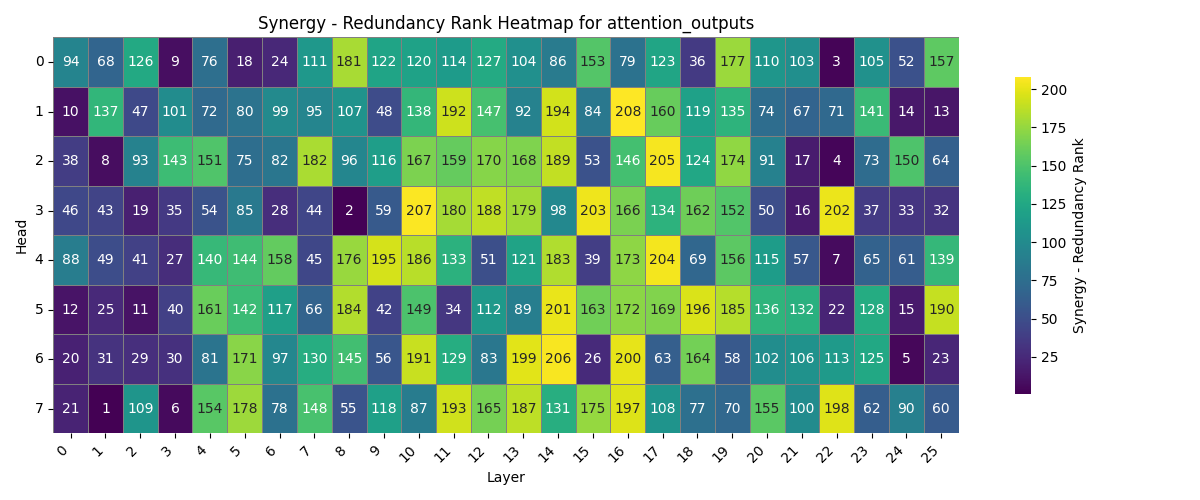 Synergy - Redundancy Rank Heatmap for attention_outputs
0 94 68 126 9 76 18 24 111 181 122 120 114 127 104 86 153 79 123 36 177 110 103 3 105 52 157
1 10 137 47 101 72 80 99 95 107 48 138 192 147 92 194 84 208 160 119 135 74 67 71 141 14 13
2 38 8 93 143 151 75 82 182 96 116 167 159 170 168 189 53 146 205 124 174 91 17 4 73 150 64
3 46 43 19 35 54 85 28 44 2 59 207 180 188 179 98 203 166 134 162 152 50 16 202 37 33 32
4 88 49 41 27 140 144 158 45 176 195 186 133 51 121 183 39 173 204 69 156 115 57 7 65 61 139
5 12 25 11 40 161 142 117 66 184 42 149 34 112 89 201 163 172 169 196 185 136 132 22 128 15 190
6 20 31 29 30 81 171 97 130 145 56 191 129 83 199 206 26 200 63 164 58 102 106 113 125 5 23
7 21 1 109 6 154 178 78 148 55 118 87 193 165 187 131 175 197 108 77 70 155 100 198 62 90 60
0 1 2 3 4 5 6 7 8 9 10 11 12 13 14 15 16 17 18 19 20 21 22 23 24 25
Layer
Head
200
175
150
125
100
75
50
25
Synergy - Redundancy Rank